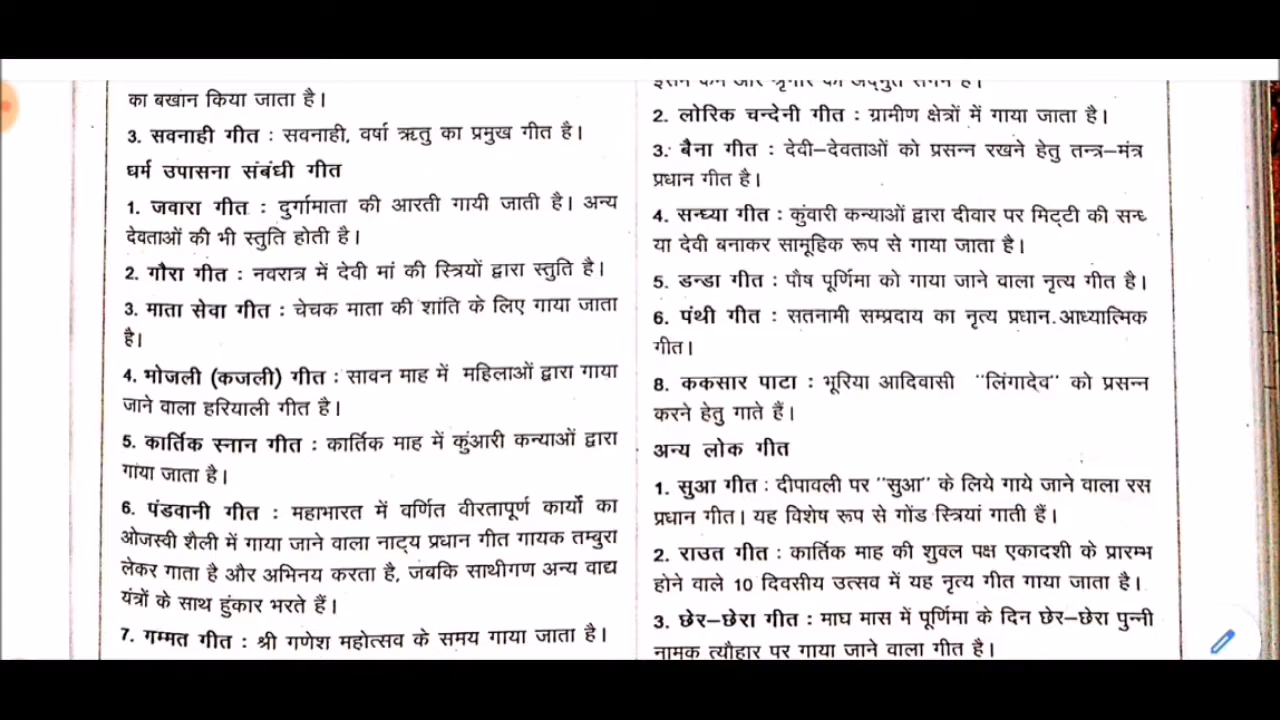 का बखान किया जाता है।
3. सवनाही गीत : सवनाही, वर्षा ऋतु का प्रमुख गीत है।
धर्म उपासना संबंधी गीत
1. जवारा गीत : दुर्गामाता की आरती गायी जाती है। अन्य
देवताओं की भी स्तुति होती है।
2. गौरा गीत : नवरात्र में देवी मां की स्त्रियों द्वारा स्तुति है।
3. माता सेवा गीत : चेचक माता की शांति के लिए गाया जाता
है।
4. भोजली (कजली) गीत : सावन माह में महिलाओं द्वारा गाया
जाने वाला हरियाली गीत है।
5. कार्तिक स्नान गीत : कार्तिक माह में कुंआरी कन्याओं द्वारा
गाया जाता है।
6. पंडवानी गीत : महाभारत में वर्णित वीरतापूर्ण कार्यो का
ओजस्वी शैली में गाया जाने वाला नाट्य प्रधान गीत गायक तम्बुरा
लेकर गाता है और अभिनय करता है, जबकि साथीगण अन्य वाद्य
यंत्रों के साथ हुंकार भरते हैं।
7. गम्मत गीत : श्री गणेश महोत्सव के समय गाया जाता है।
2. लोरिक चन्देनी गीत : ग्रामीण क्षेत्रों में गाया जाता है।
3. बैना गीत : देवी–देवताओं को प्रसन्न रखने हेतु तन्त्र–मंत्र
प्रधान गीत है।
4. सन्ध्या गीत : कुंवारी कन्याओं द्वारा दीवार पर मिट्टी की सन्ध
या देवी बनाकर सामूहिक रूप से गाया जाता है।
5. डन्डा गीत : पौष पूर्णिमा को गाया जाने वाला नृत्य गीत है।
6. पंथी गीत : सतनामी सम्प्रदाय का नृत्य प्रधान आध्यात्मिक
गीत।
8. ककसार पाटा : भूरिया आदिवासी "लिंगादेव" को प्रसन्न
करने हेतु गाते हैं।
अन्य लोक गीत
1. सुआ गीत : दीपावली पर "सुआ" के लिये गाये जाने वाला रस
प्रधान गीत। यह विशेष रूप से गोंड स्त्रियां गाती हैं।
2. राउत गीत : कार्तिक माह की शुक्ल पक्ष एकादशी के प्रारम्भ
होने वाले 10 दिवसीय उत्सव में यह नृत्य गीत गाया जाता है।
3. छेर–छेरा गीत : माघ मास में पूर्णिमा के दिन छेर–छेरा पुन्नी
नामक त्यौहार पर गाया जाने वाला गीत है।